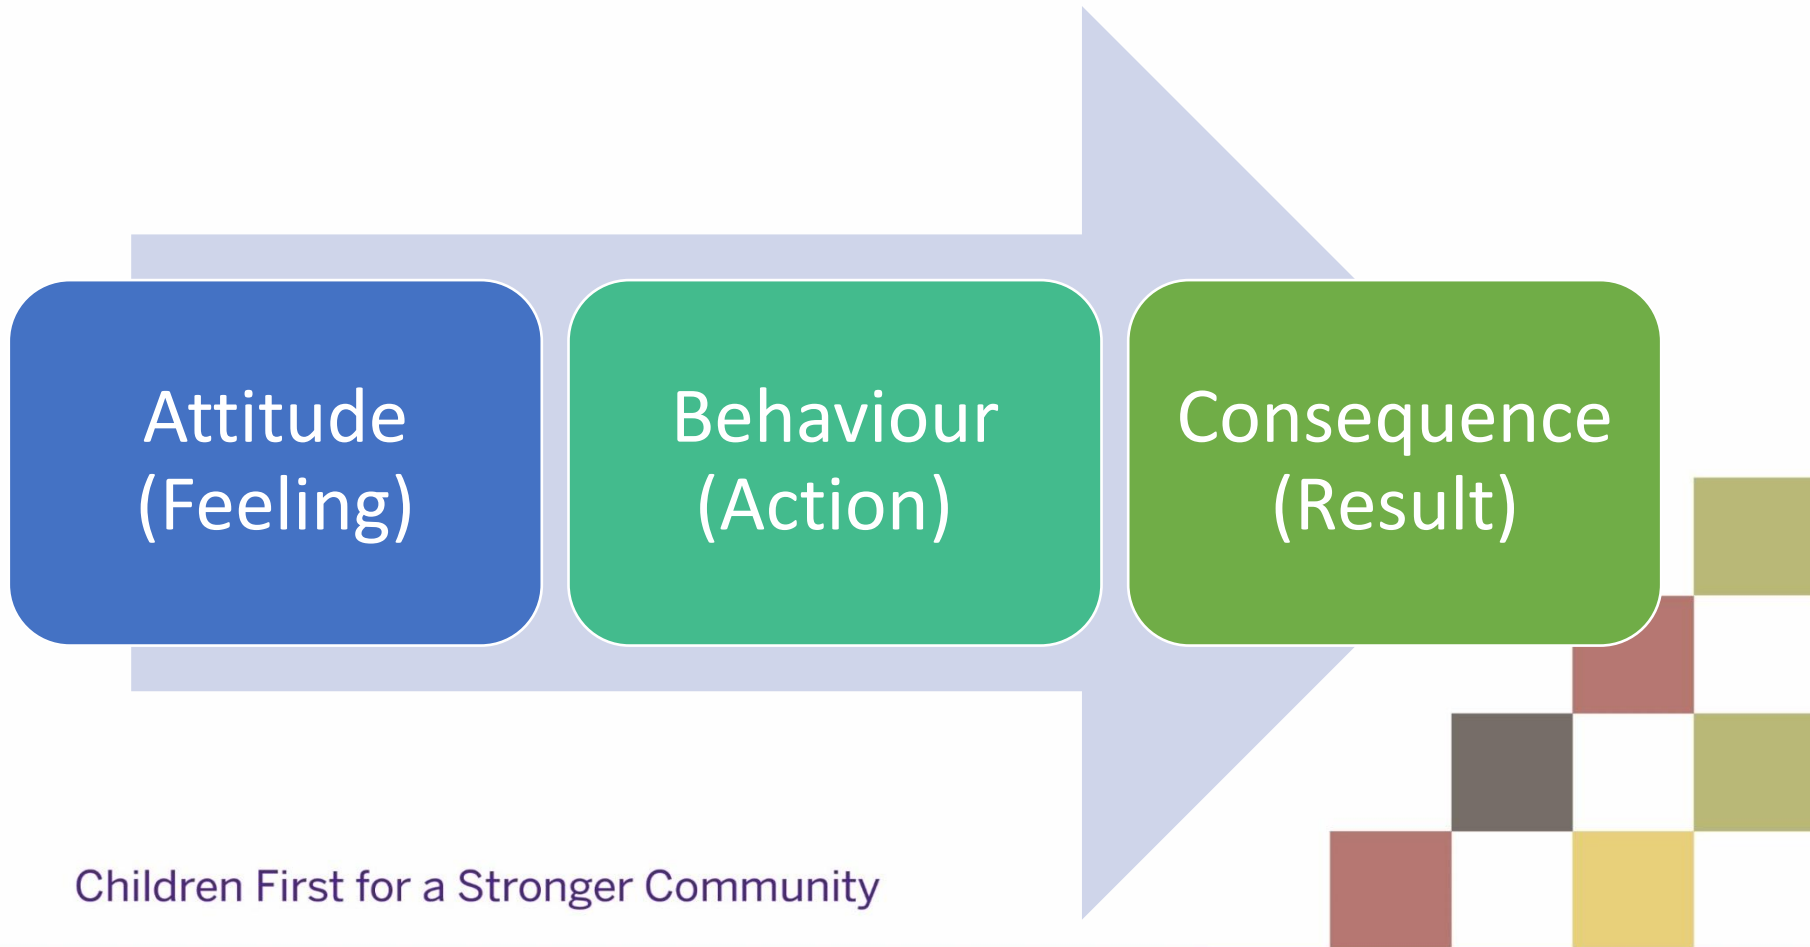 Attitude
(Feeling)
Behaviour
(Action)
Consequence
(Result)
Children First for a Stronger Community